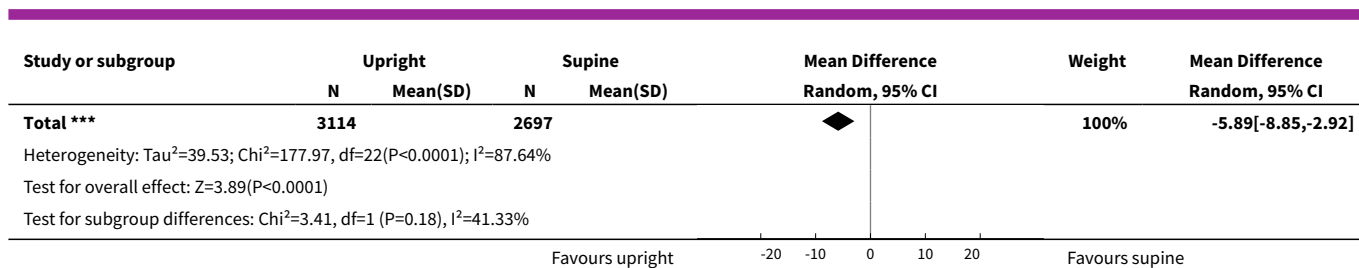 Study or subgroup Upright Supine Mean Difference Weight Mean Difference
N Mean(SD) N Mean(SD) Random, 95% CI Random, 95% CI
Total *** 3114 2697 100% -5.89[-8.85,-2.92]
Heterogeneity: Tau²=39.53; Chi²=177.97, df=22(P<0.0001); I²=87.64%
Test for overall effect: Z=3.89(P<0.0001)
Test for subgroup differences: Chi²=3.41, df=1 (P=0.18), I²=41.33%
Favours upright -20 -10 0 10 20 Favours supine